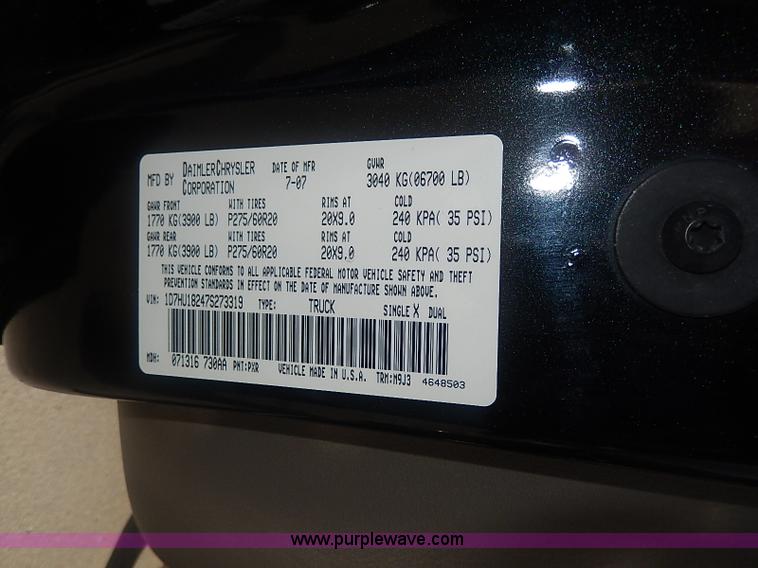 MFD BY DAIMLERCHRYSLER CORPORATION DATE OF MFR 7-07 GVWR 3040 KG(06700 LB)
GAWR FRONT WITH TIRES RIMS AT COLD
1770 KG(3900 LB) P275/60R20 20X9.0 240 KPA( 35 PSI)
GAWR REAR WITH TIRES RIMS AT COLD
1770 KG(3900 LB) P275/60R20 20X9.0 240 KPA( 35 PSI)
THIS VEHICLE CONFORMS TO ALL APPLICABLE FEDERAL MOTOR VEHICLE SAFETY AND THEFT
PREVENTION STANDARDS IN EFFECT ON THE DATE OF MANUFACTURE SHOWN ABOVE.
VIN: 1D7HU18247S273319 TYPE: TRUCK SINGLE X DUAL
MDH: 071316 730AA PNT:PXR VEHICLE MADE IN U.S.A. TRM:M9J3 4648503
www.purplewave.com